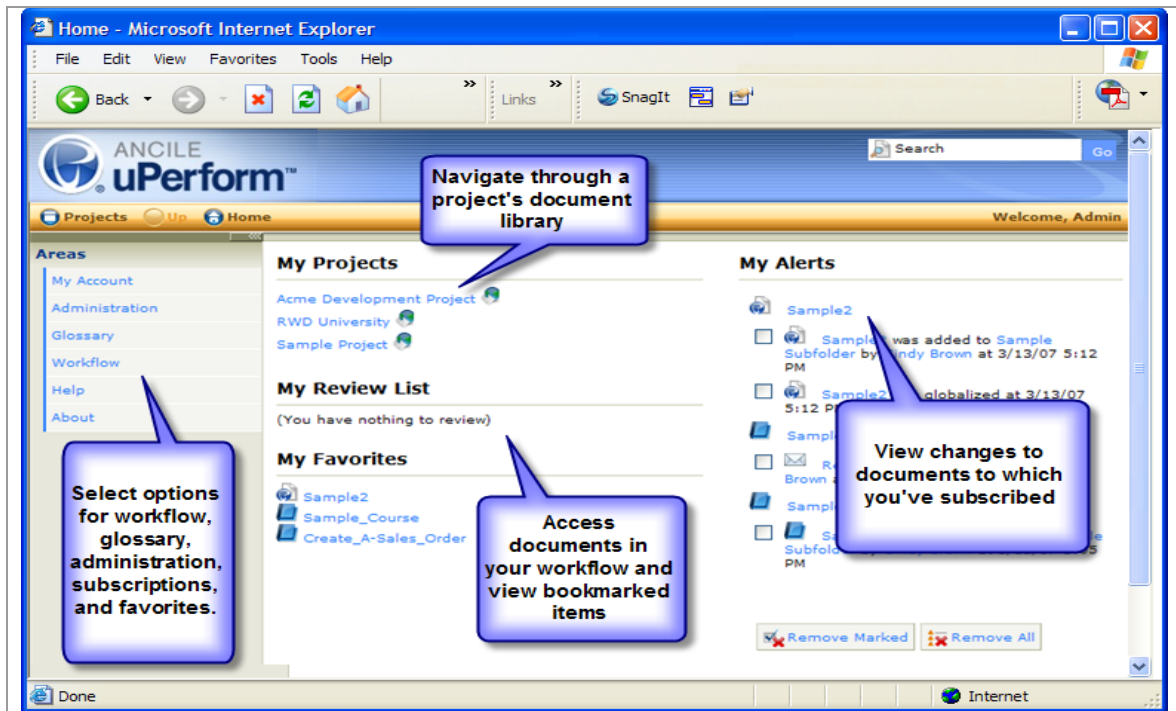 Home - Microsoft Internet Explorer
File Edit View Favorites Tools Help
Back » Links » SnagIt
ANCILE
uPerform™
Search Go
Projects Up Home Welcome, Admin
Areas
My Account
Administration
Glossary
Workflow
Help
About
Select options
for workflow,
glossary,
administration,
subscriptions,
and favorites.
Navigate through a
project's document
library
My Projects
Acme Development Project
RWD University
Sample Project
My Review List
(You have nothing to review)
My Favorites
Sample2
Sample_Course
Create_A-Sales_Order
Access
documents in
your workflow and
view bookmarked
items
My Alerts
Sample2
was added to Sample
Subfolder by Brown at 3/13/07 5:12
PM
Sample2 globalized at 3/13/07
5:12
Brown
PM
View changes to
documents to which
you've subscribed
Remove Marked Remove All
Done Internet